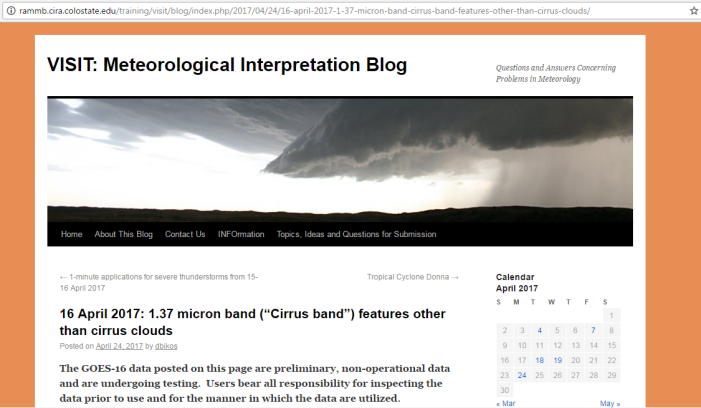 rammb.cira.colostate.edu/training/visit/blog/index.php/2017/04/24/16-april-2017-1-37-micron-band-cirrus-band-features-other-than-cirrus-clouds/
VISIT: Meteorological Interpretation Blog
Questions and Answers Concerning
Problems in Meteorology
Home About This Blog Contact Us INFOrmation Topics, Ideas and Questions for Submission
← 1-minute applications for severe thunderstorms from 15-
16 April 2017
Tropical Cyclone Donna →
16 April 2017: 1.37 micron band (“Cirrus band”) features other
than cirrus clouds
Posted on April 24, 2017 by dbikos
The GOES-16 data posted on this page are preliminary, non-operational data
and are undergoing testing.  Users bear all responsibility for inspecting the
data prior to use and for the manner in which the data are utilized.
Calendar
April 2017
S M T W T F S
1
2 3 4 5 6 7 8
9 10 11 12 13 14 15
16 17 18 19 20 21 22
23 24 25 26 27 28 29
30
« Mar May »